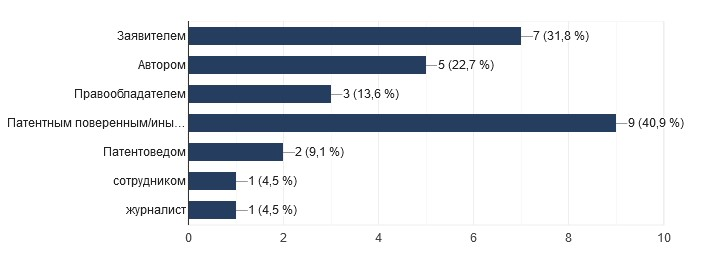 Заявителем 7 (31,8 %)
Автором 5 (22,7 %)
Правообладателем 3 (13,6 %)
Патентным поверенным/ины… 9 (40,9 %)
Патентоведом 2 (9,1 %)
сотрудником 1 (4,5 %)
журналист 1 (4,5 %)
0 2 4 6 8 10